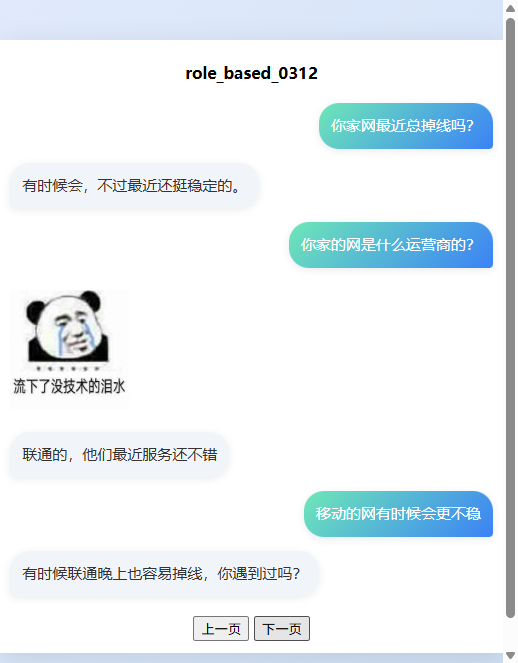 role_based_0312
你家网最近总掉线吗？
有时候会，不过最近还挺稳定的。
你家的网是什么运营商的？
流下了没技术的泪水
联通的，他们最近服务还不错
移动的网有时候会更不稳
有时候联通晚上也容易掉线，你遇到过吗？
上一页 下一页